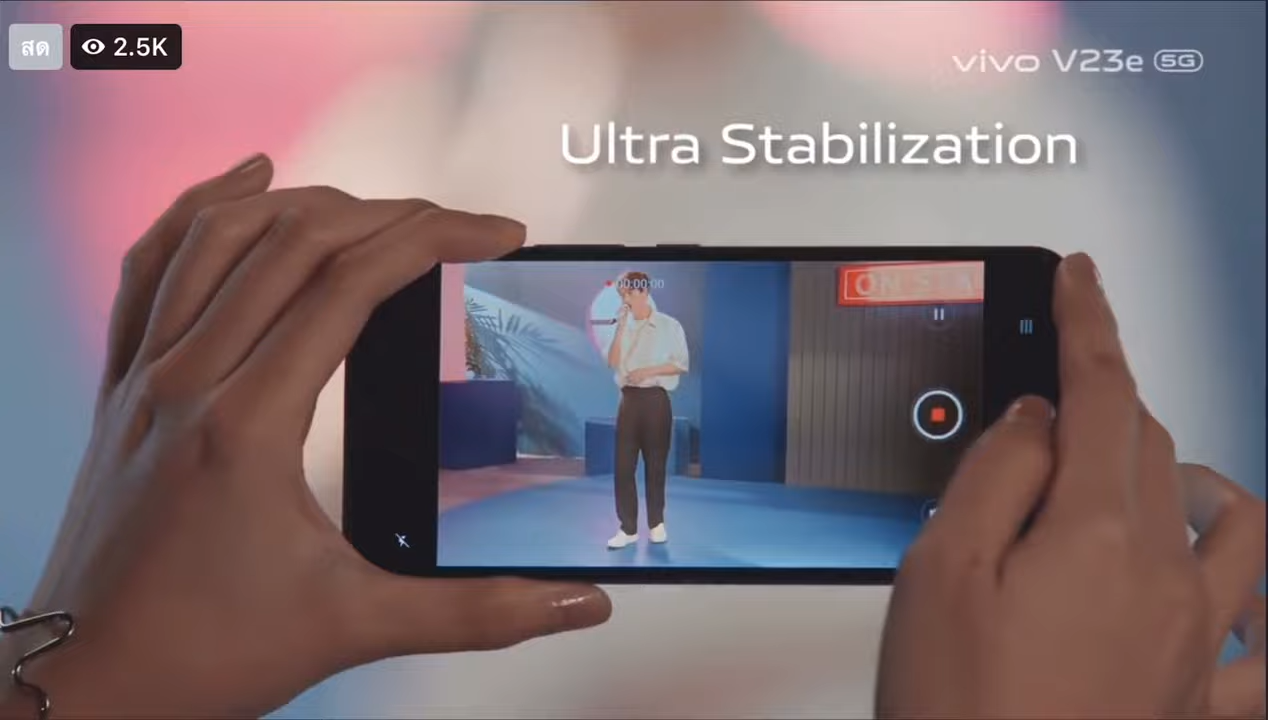 สด
2.5K
vivo V23e 5G
Ultra Stabilization
00:00:00